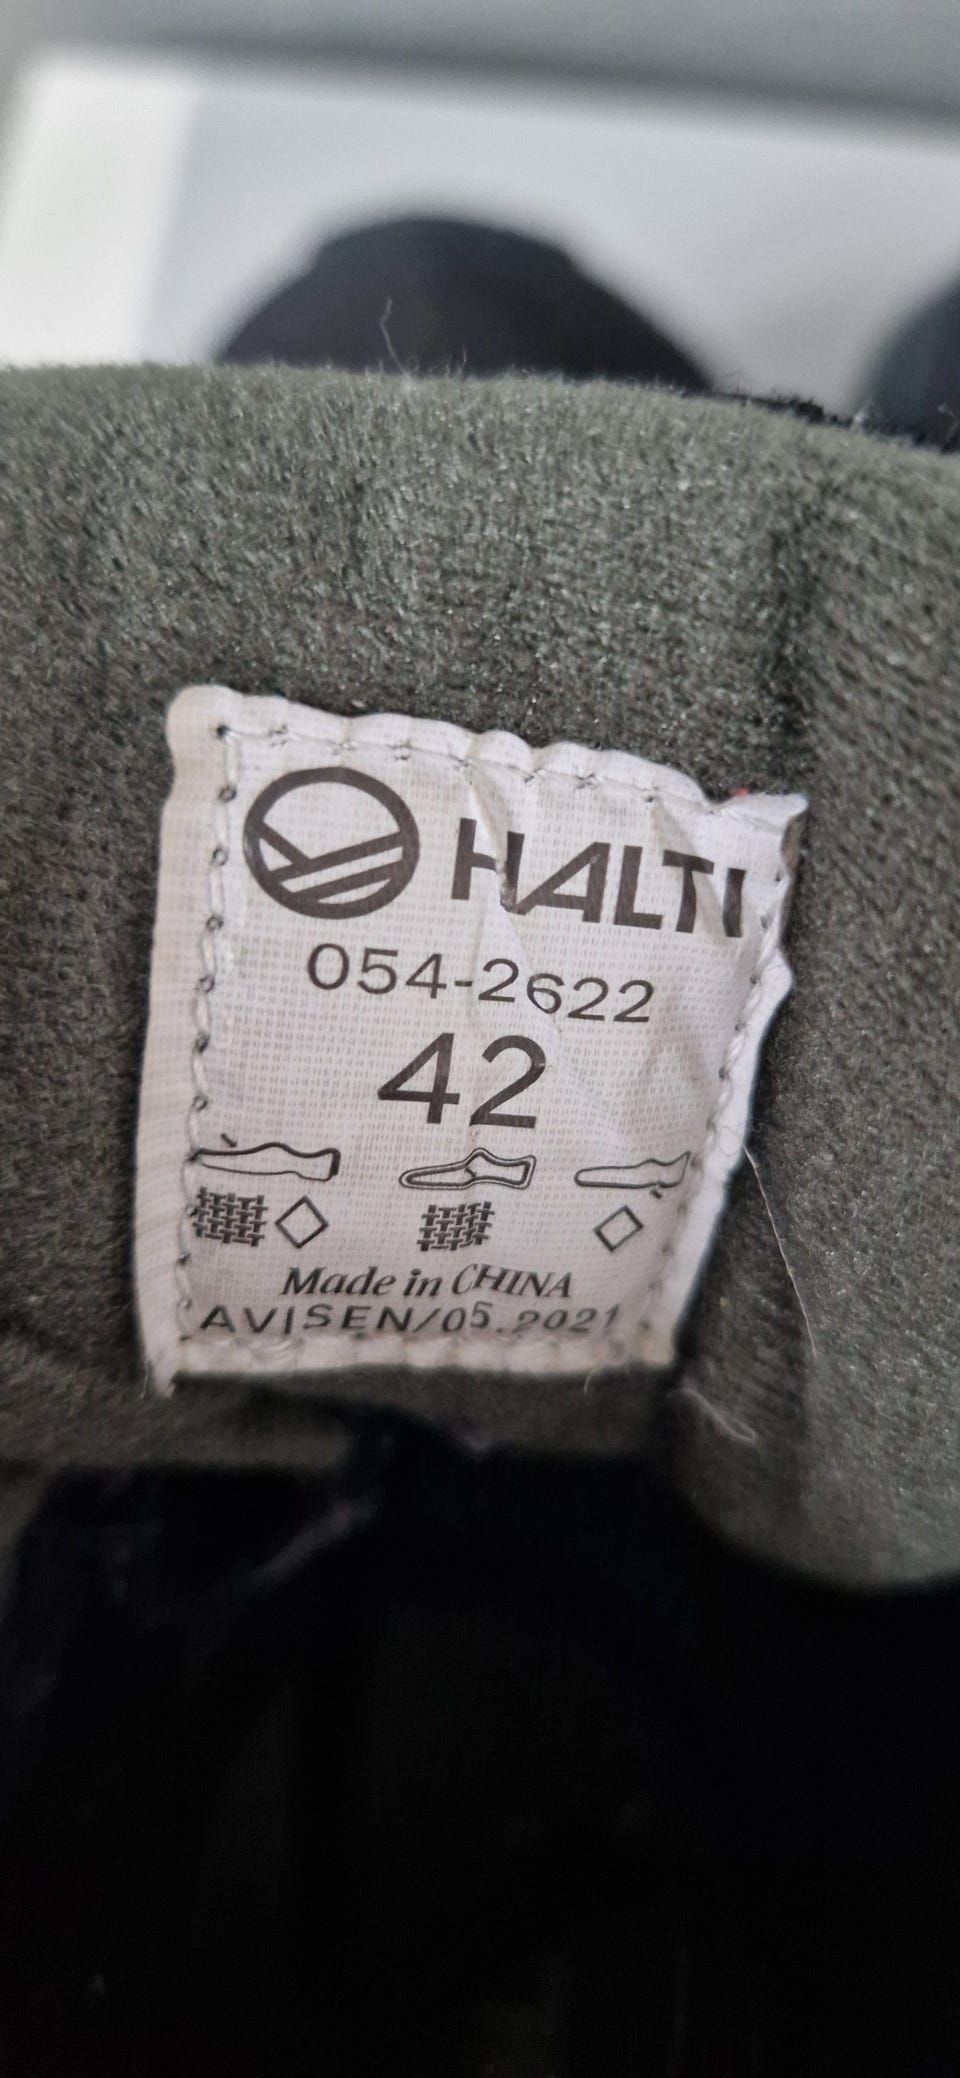 HALTI
054-2622
42
Made in CHINA
AVISEN/05.2021